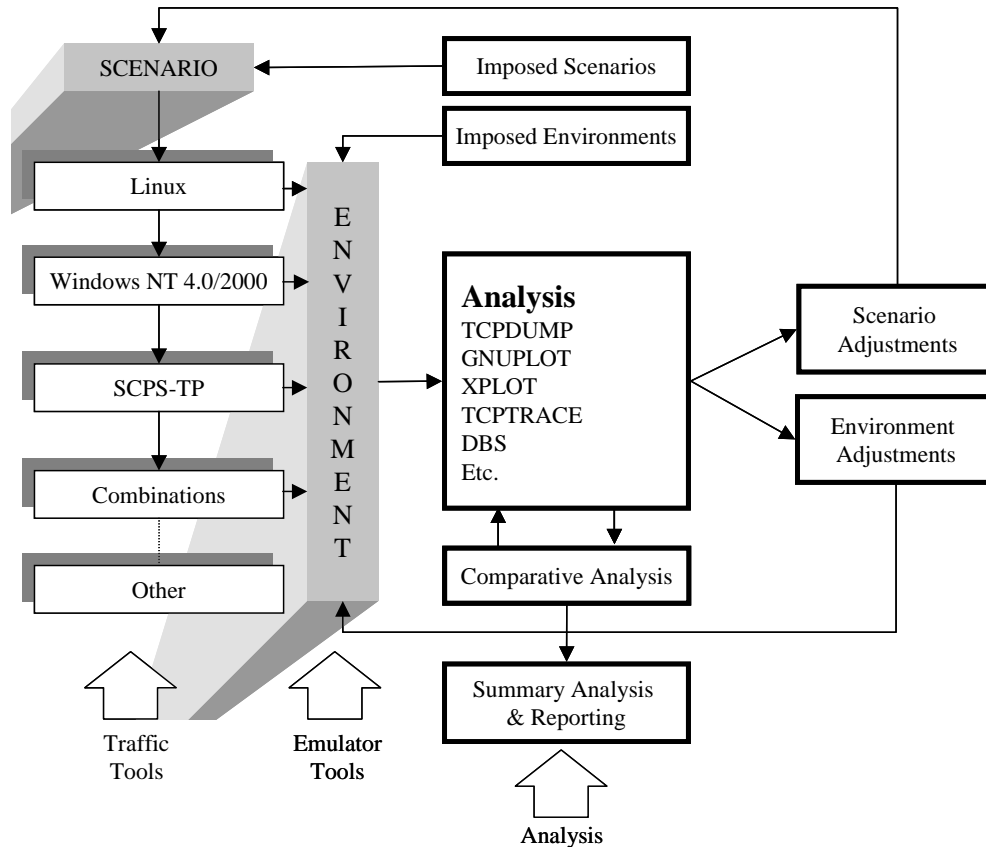 SCENARIO
Imposed Scenarios
Imposed Environments
Linux
Windows NT 4.0/2000
SCPS-TP
Combinations
Other
ENVIRONMENT
Analysis
TCPDUMP
GNUPLOT
XPLOT
TCPTRACE
DBS
Etc.
Scenario
Adjustments
Environment
Adjustments
Comparative Analysis
Summary Analysis
& Reporting
Traffic
Tools
Emulator
Tools
Analysis